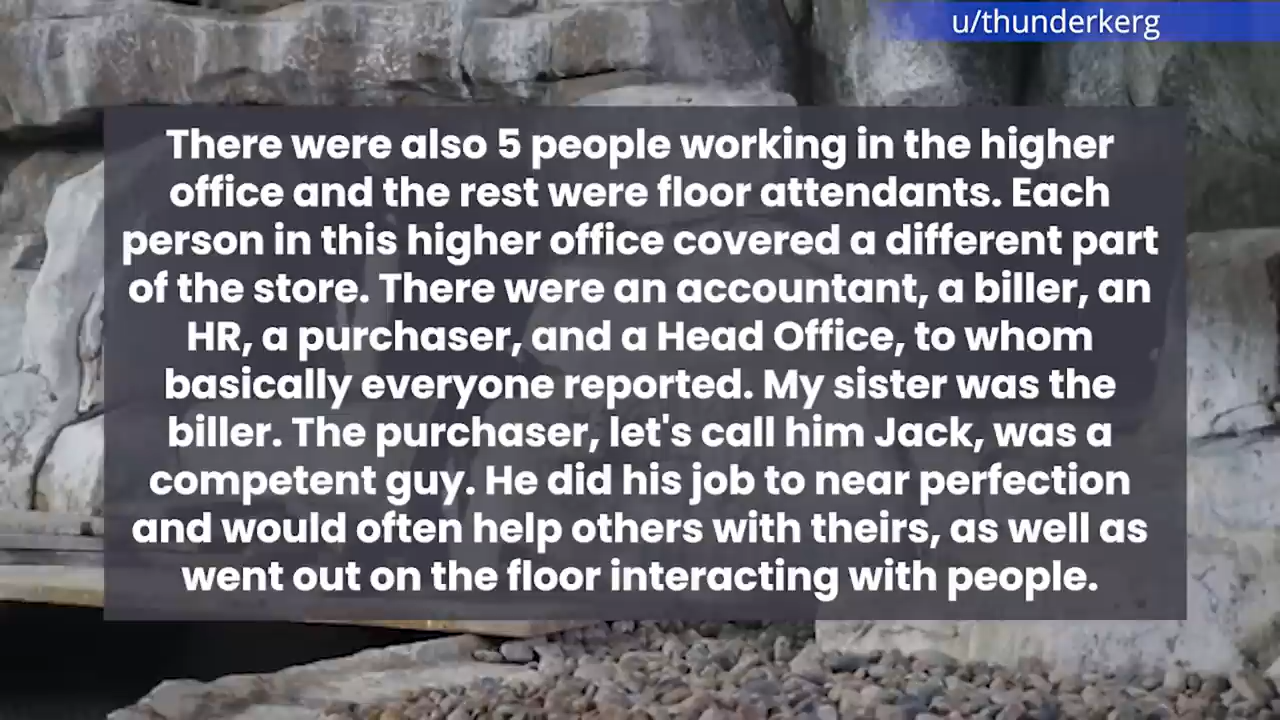 u/thunderkerg
There were also 5 people working in the higher
office and the rest were floor attendants. Each
person in this higher office covered a different part
of the store. There were an accountant, a biller, an
HR, a purchaser, and a Head Office, to whom
basically everyone reported. My sister was the
biller. The purchaser, let's call him Jack, was a
competent guy. He did his job to near perfection
and would often help others with theirs, as well as
went out on the floor interacting with people.